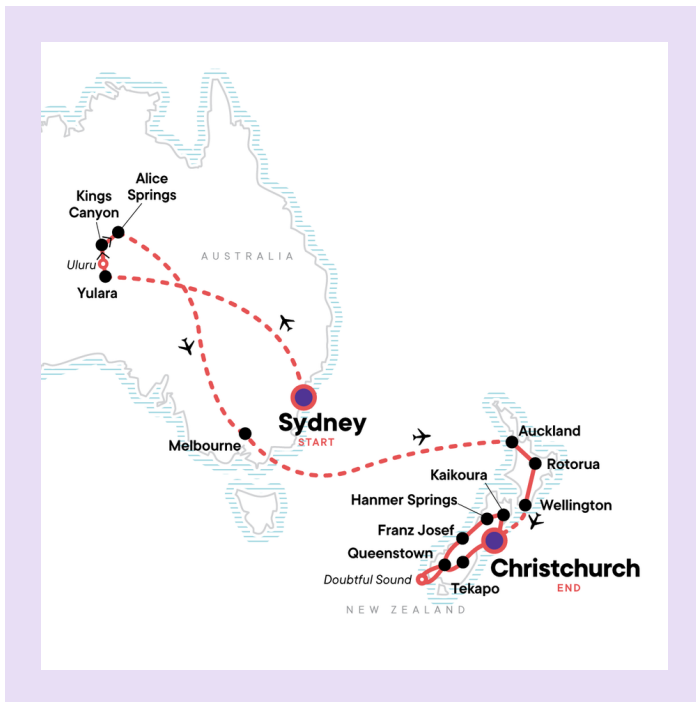 Alice
Springs
Kings
Canyon
AUSTRALIA
Uluru
Yulara
Sydney
START
Melbourne
Auckland
Kaikoura
Rotorua
Hanmer Springs
Wellington
Franz Josef
Queenstown
Christchurch
Doubtful Sound
END
Tekapo
NEW ZEALAND